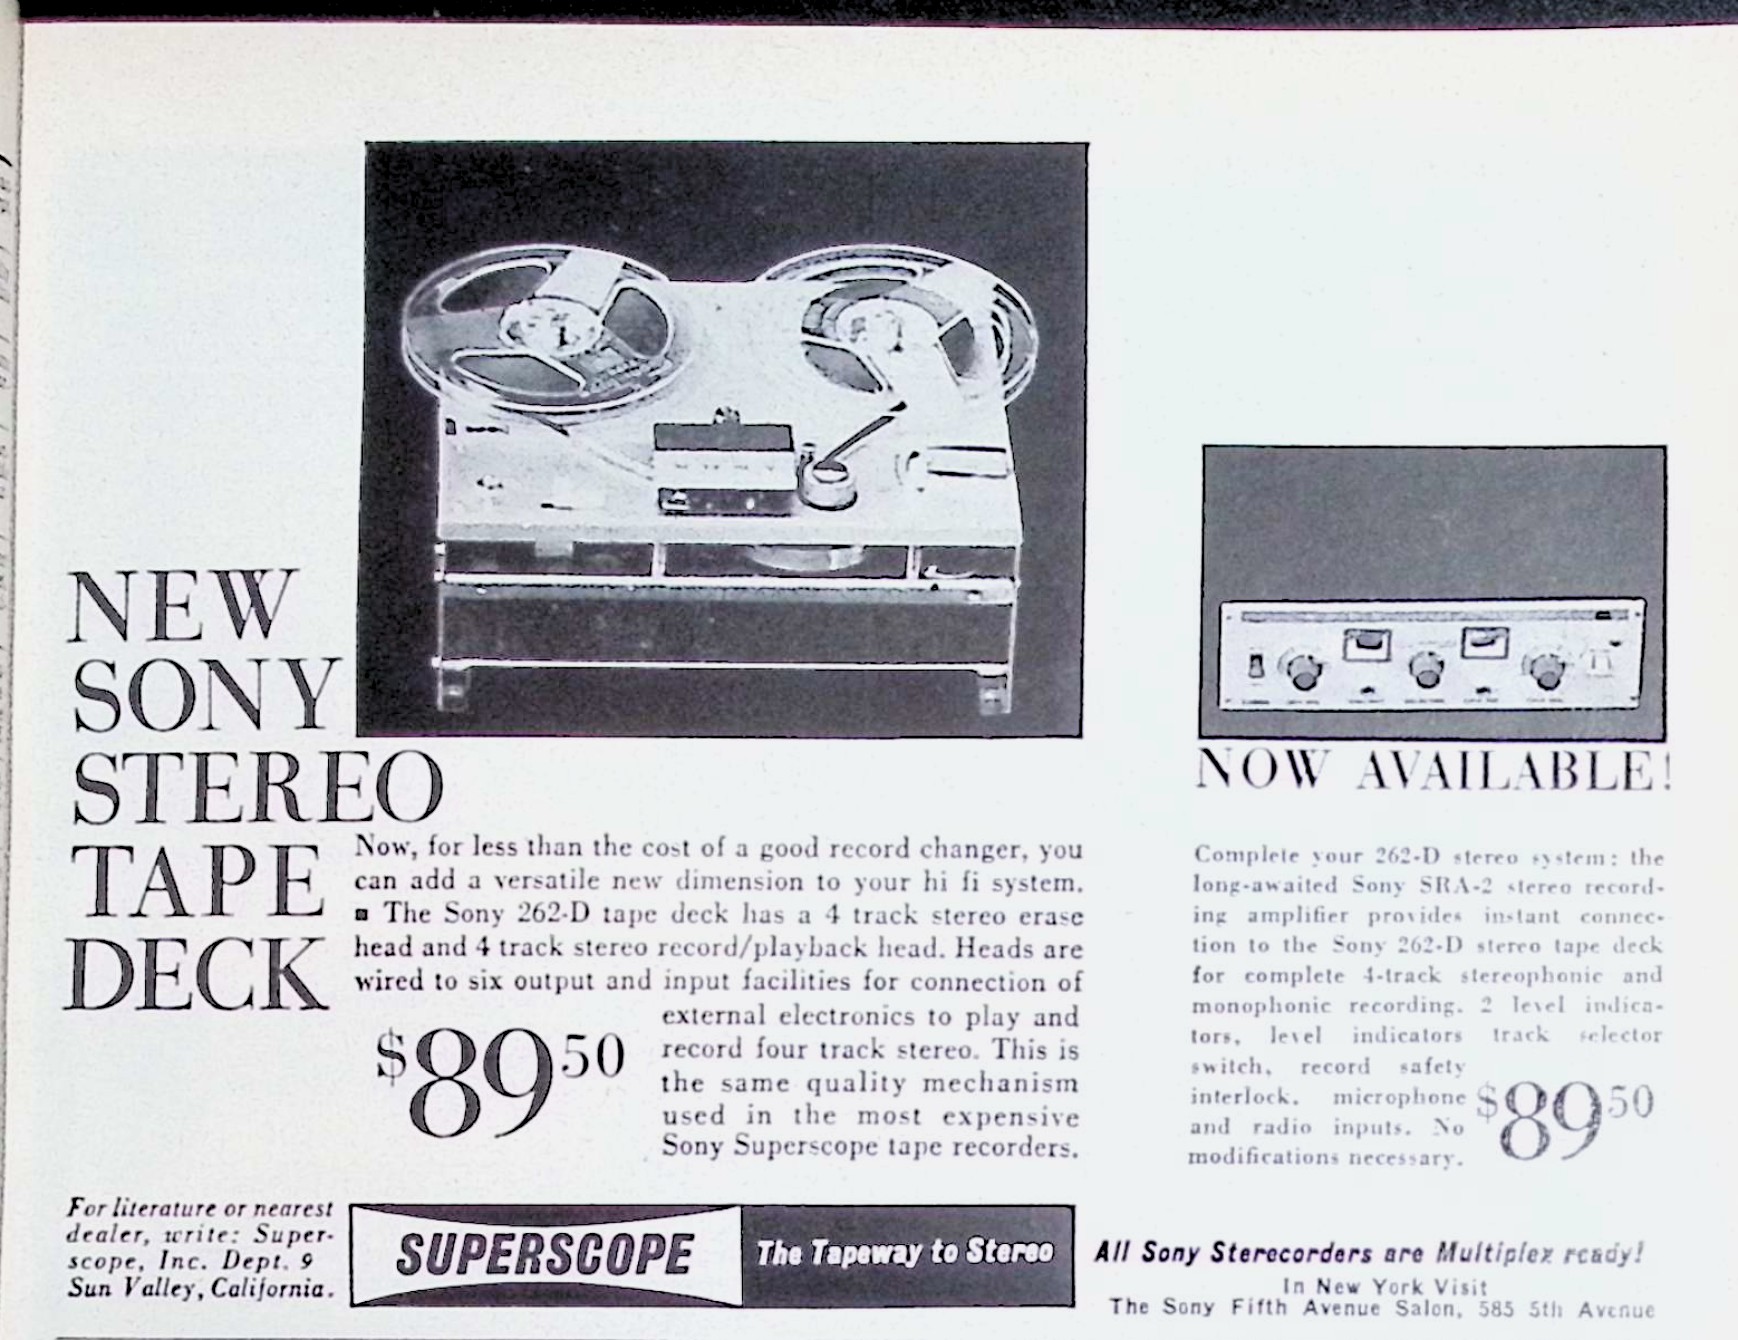 NEW
SONY
STEREO
TAPE
DECK
Now, for less than the cost of a good record changer, you
can add a versatile new dimension to your hi fi system.
■ The Sony 262-D tape deck has a 4 track stereo erase
head and 4 track stereo record/playback head. Heads are
wired to six output and input facilities for connection of
external electronics to play and
record four track stereo. This is
the same quality mechanism
used in the most expensive
Sony Superscope tape recorders.
$89 50
NOW AVAILABLE!
Complete your 262-D stereo system: the
long-awaited Sony SRA-2 stereo record-
ing amplifier provides instant connec-
tion to the Sony 262-D stereo tape deck
for complete 4-track stereophonic and
monophonic recording. 2 level indica-
tors, level indicators track selector
switch, record safety
interlock, microphone
and radio inputs. No
modifications necessary.
$89 50
For literature or nearest
dealer, write: Super-
scope, Inc. Dept. 9
Sun Valley, California.
SUPERSCOPE
The Tapeway to Stereo
All Sony Sterecorders are Multiplex ready!
In New York Visit
The Sony Fifth Avenue Salon, 585 5th Avenue